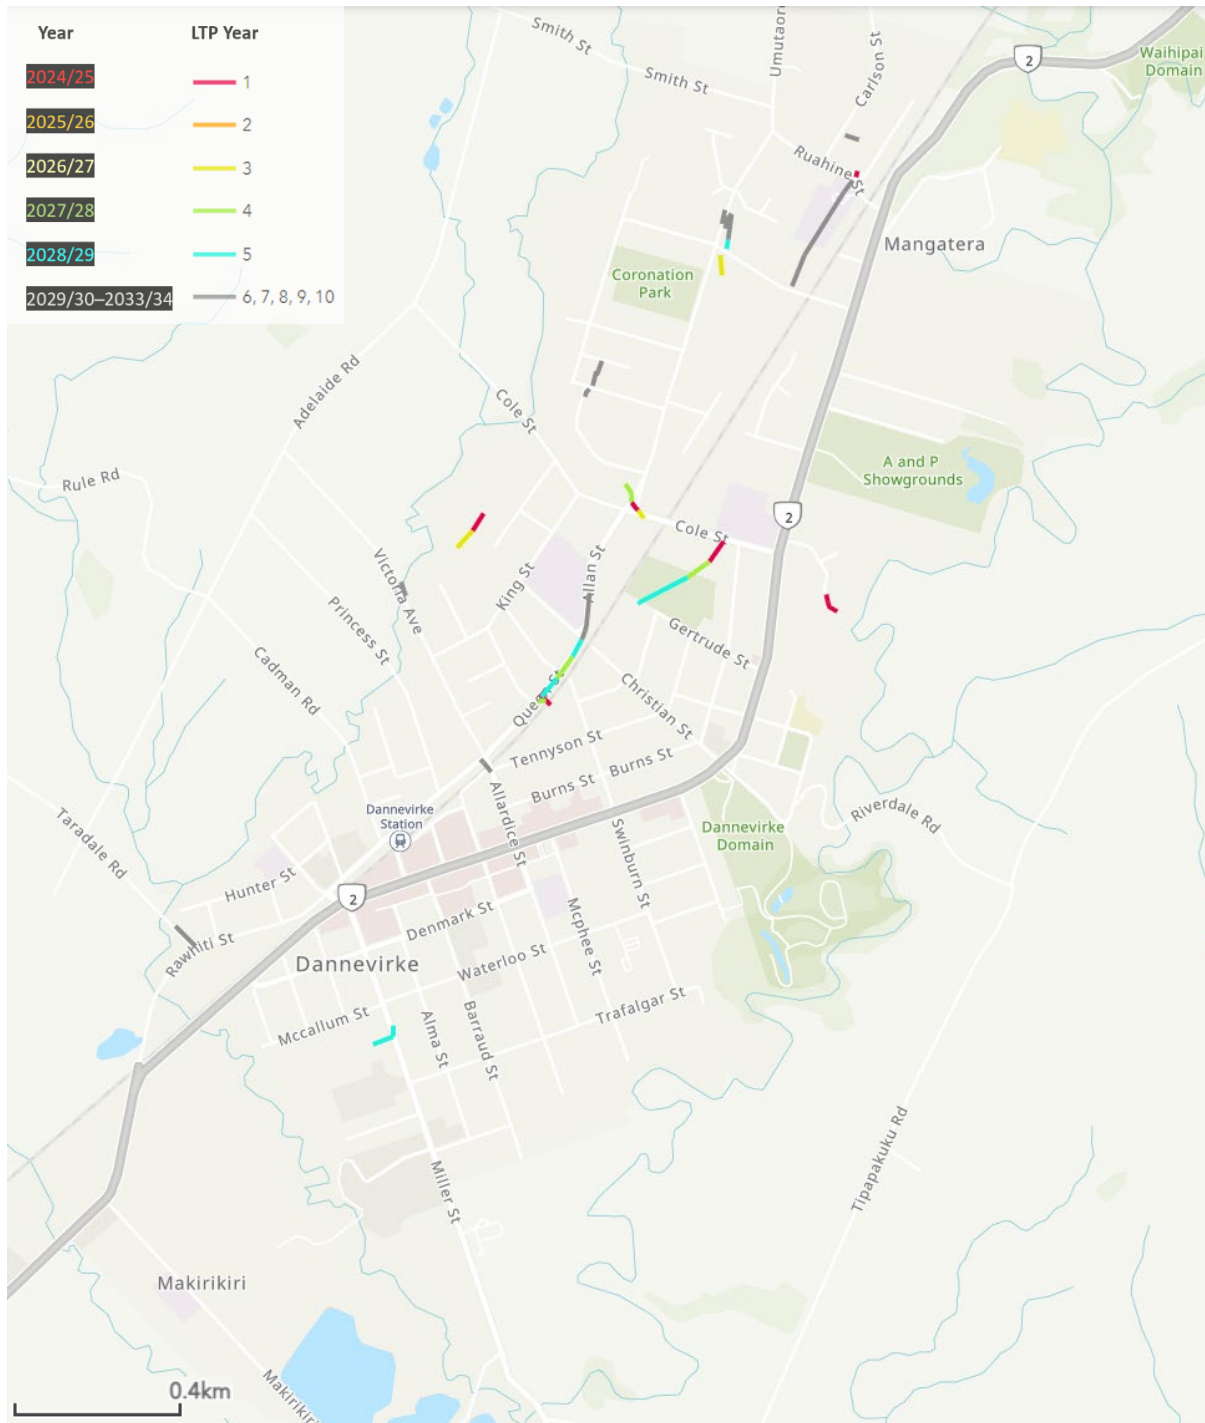 Year LTP Year
2024/25 1
2025/26 2
2026/27 3
2027/28 4
2028/29 5
2029/30–2033/34 6, 7, 8, 9, 10
Smith St
Smith St
Umutaoro
Carlson St
2
Waihipai
Domain
Ruahine St
Mangatera
Coronation
Park
Adelaide Rd
Cole St
Rule Rd
A and P
Showgrounds
2
Cole St
Victoria Ave
King St
Allan St
Princess St
Gertrude St
Cadman Rd
Queen St
Christian St
Tennyson St
Burns St
Burns St
Dannevirke
Station
Allardice St
Taradale Rd
Swinburn St
Dannevirke
Domain
Riverdale Rd
Hunter St
2
Denmark St
Mcphee St
Rawhiti St
Dannevirke
Waterloo St
Trafalgar St
Mccallum St
Alma St
Barraud St
Miller St
Tipapakuku Rd
Makirikiri
Makirikiri
0.4km